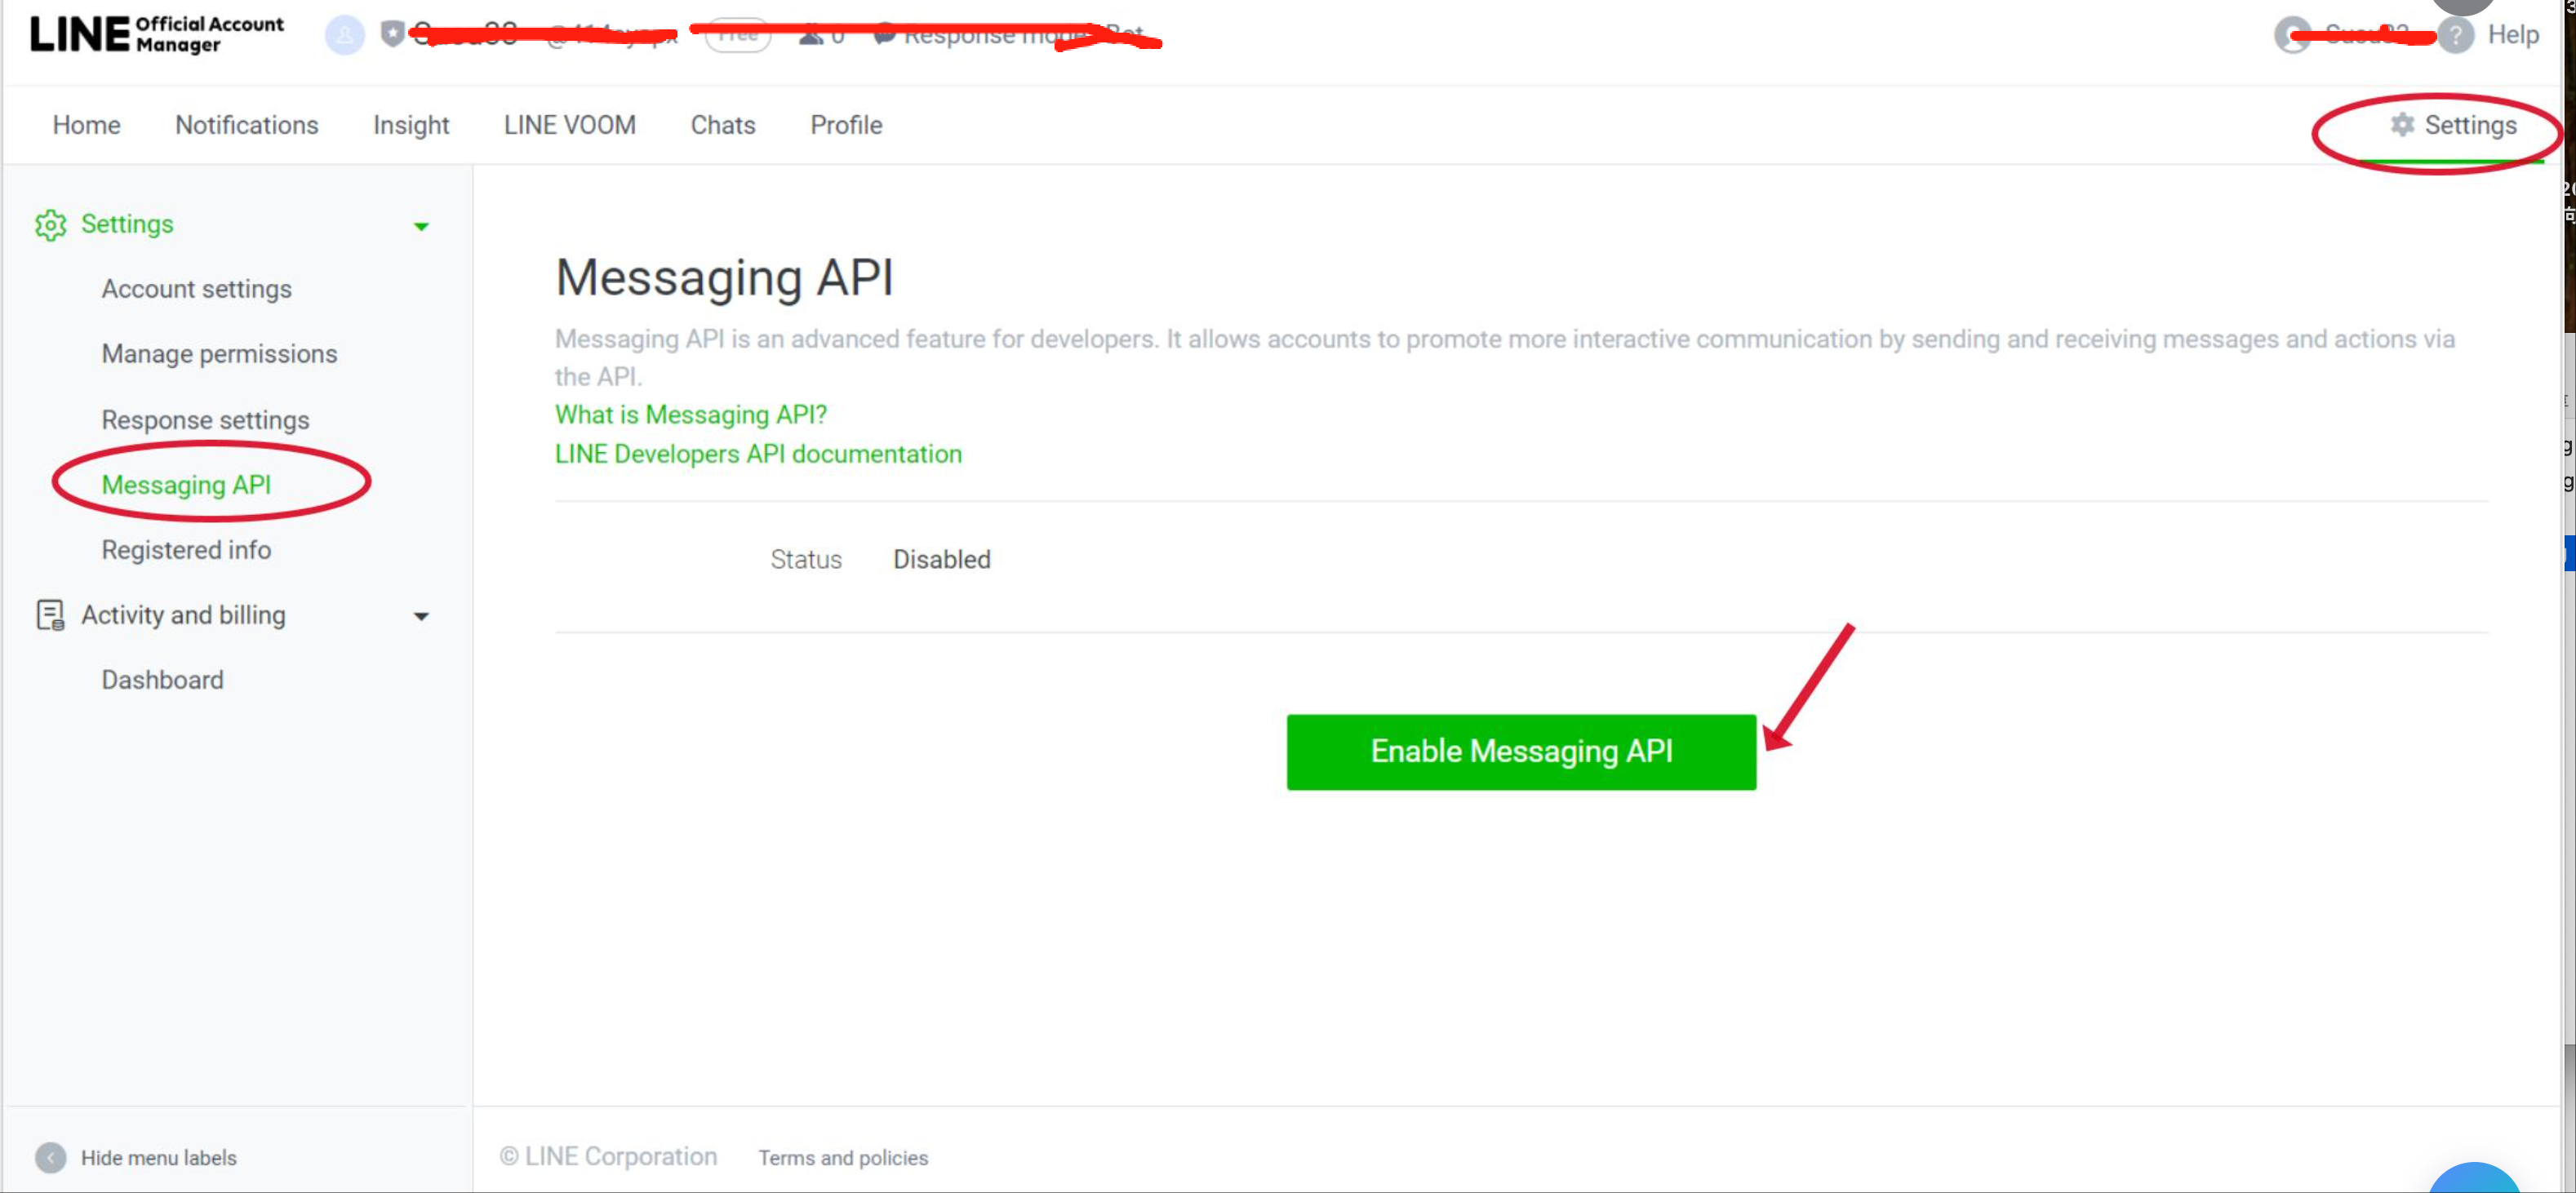 LINE Official Account Manager
Free
0
Response mode: Bot
Help
Home Notifications Insight LINE VOOM Chats Profile Settings
Settings
Account settings
Manage permissions
Response settings
Messaging API
Registered info
Activity and billing
Dashboard
Messaging API
Messaging API is an advanced feature for developers. It allows accounts to promote more interactive communication by sending and receiving messages and actions via
the API.
What is Messaging API?
LINE Developers API documentation
Status Disabled
Enable Messaging API
Hide menu labels
© LINE Corporation Terms and policies